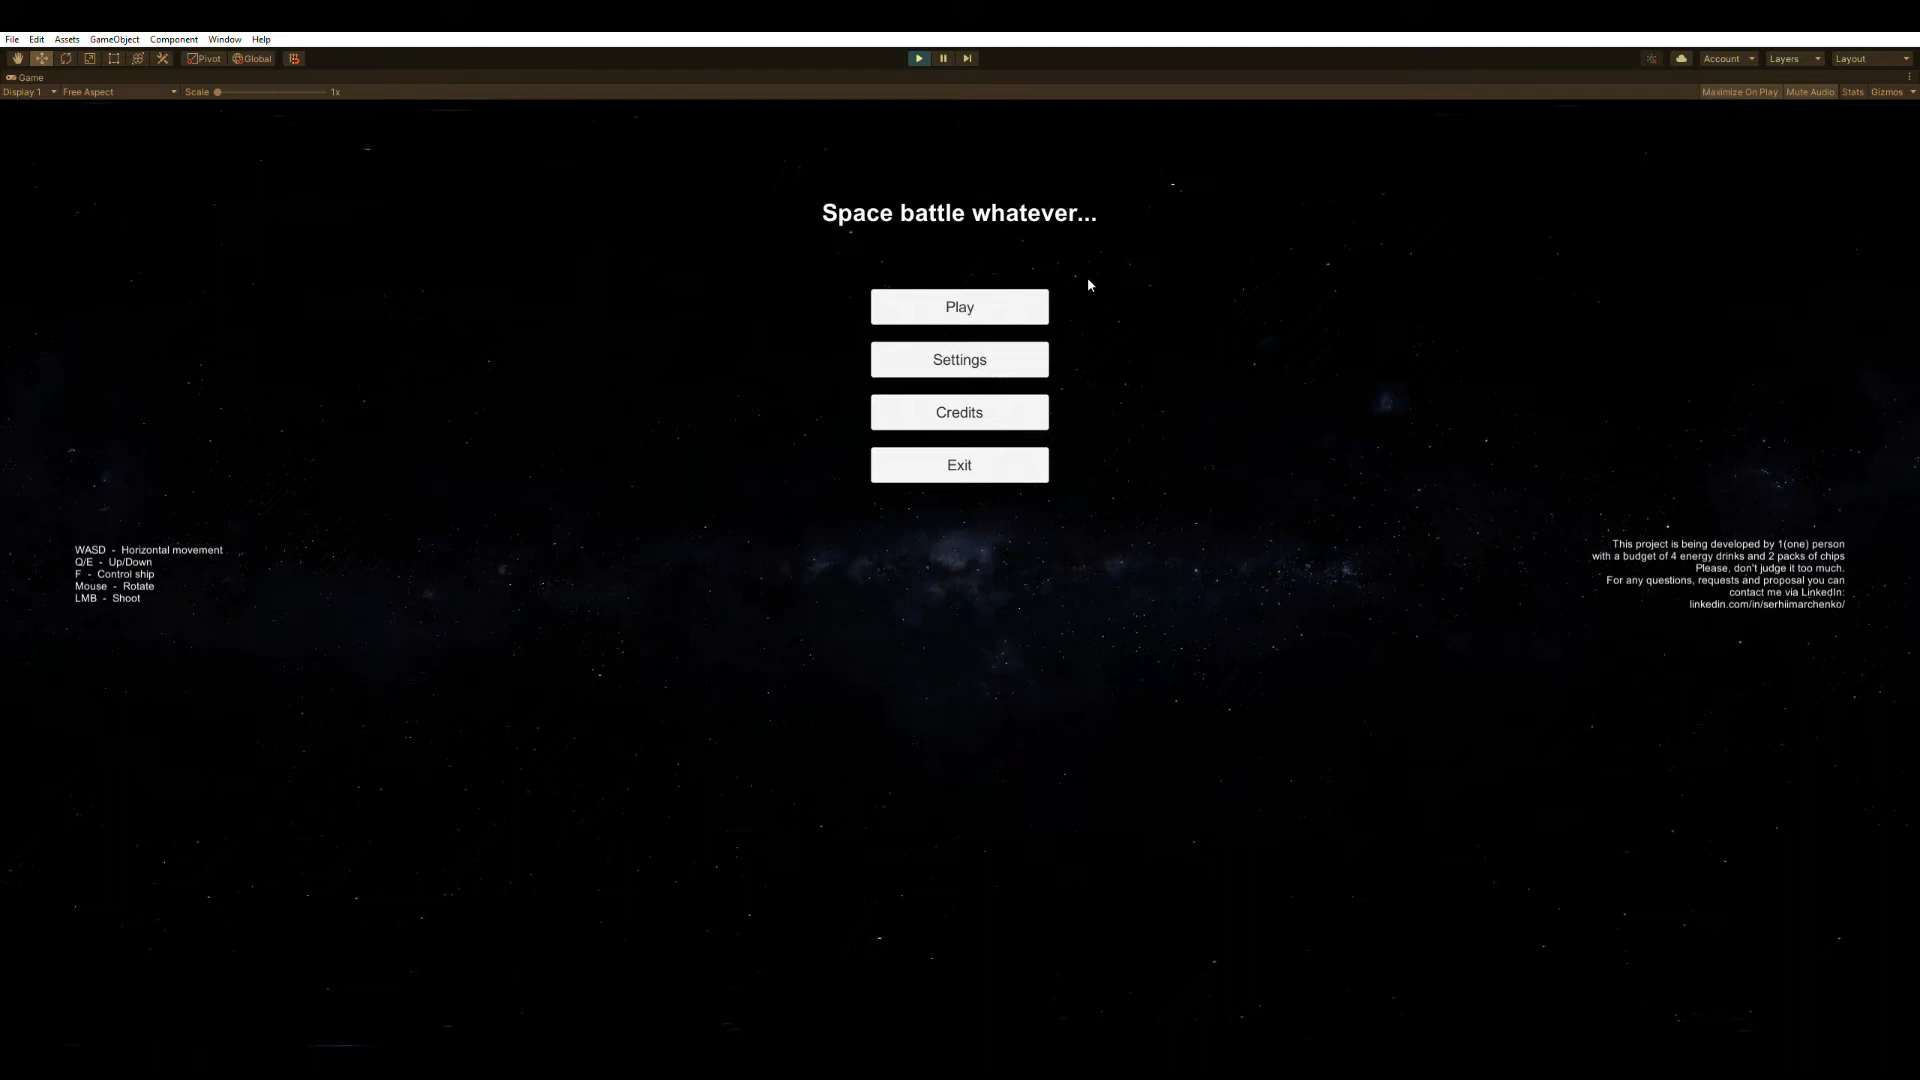 File Edit Assets GameObject Component Window Help
Pivot Global Account Layers Layout
Game
Display 1 Free Aspect Scale 1x Maximize On Play Mute Audio Stats Gizmos
Space battle whatever...
Play
Settings
Credits
Exit
WASD - Horizontal movement
Q/E - Up/Down
F - Control ship
Mouse - Rotate
LMB - Shoot
This project is being developed by 1(one) person
with a budget of 4 energy drinks and 2 packs of chips
Please, don't judge it too much.
For any questions, requests and proposal you can
contact me via LinkedIn:
linkedin.com/in/serhiimarchenko/